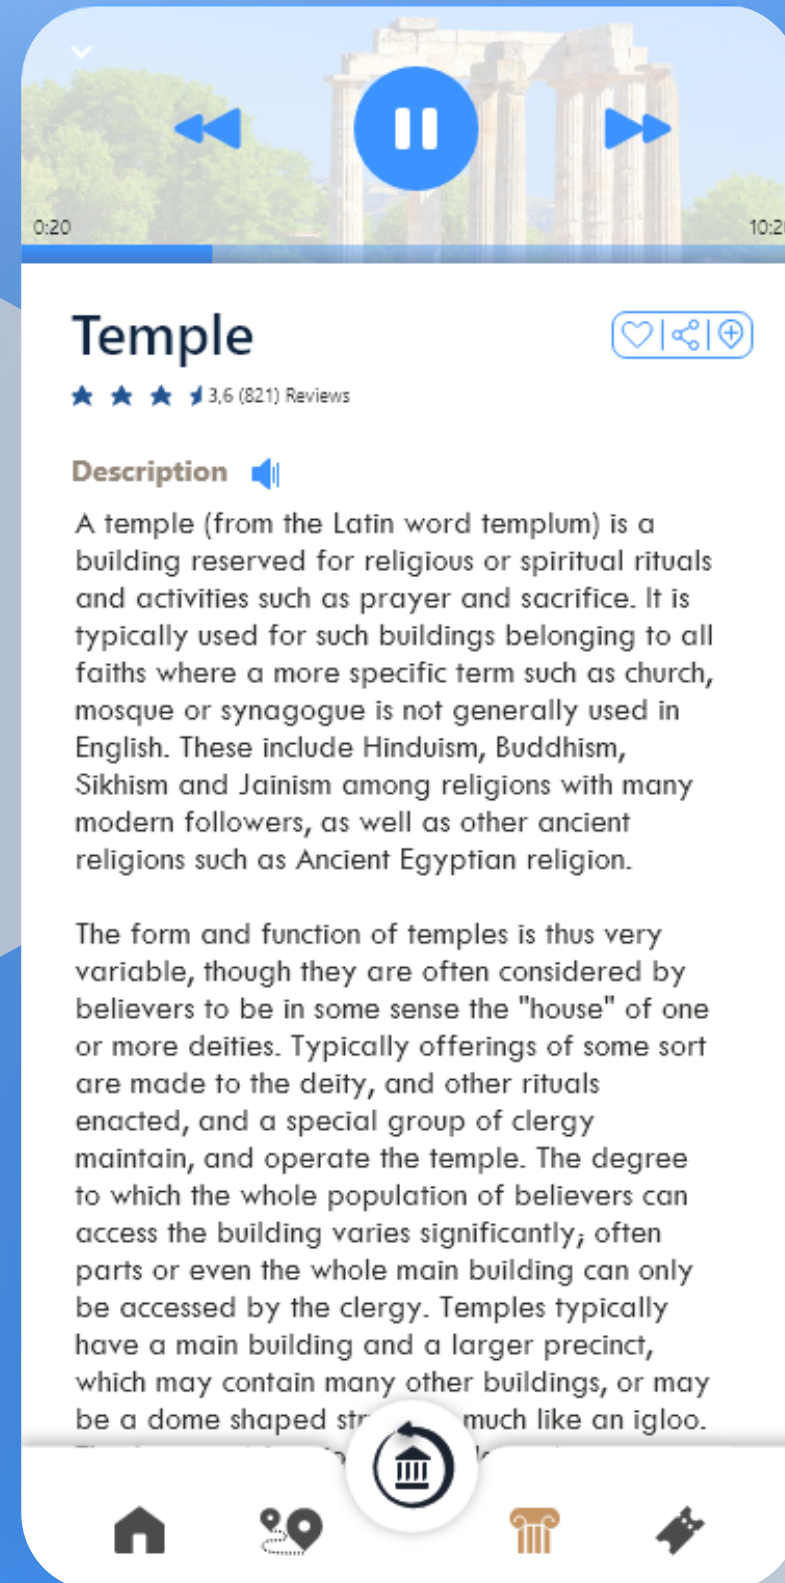 0:20
Temple
3,6 (821) Reviews
Description
A temple (from the Latin word templum) is a
building reserved for religious or spiritual rituals
and activities such as prayer and sacrifice. It is
typically used for such buildings belonging to all
faiths where a more specific term such as church,
mosque or synagogue is not generally used in
English. These include Hinduism, Buddhism,
Sikhism and Jainism among religions with many
modern followers, as well as other ancient
religions such as Ancient Egyptian religion.
The form and function of temples is thus very
variable, though they are often considered by
believers to be in some sense the "house" of one
or more deities. Typically offerings of some sort
are made to the deity, and other rituals
enacted, and a special group of clergy
maintain, and operate the temple. The degree
to which the whole population of believers can
access the building varies significantly; often
parts or even the whole main building can only
be accessed by the clergy. Temples typically
have a main building and a larger precinct,
which may contain many other buildings, or may
be a dome shaped much like an igloo.